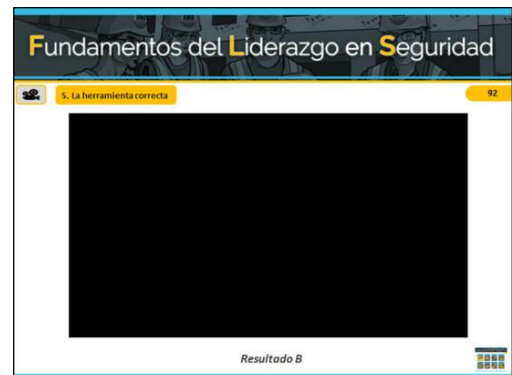 Fundamentos del Liderazgo en Seguridad
5. La herramienta correcta
92
Resultado B